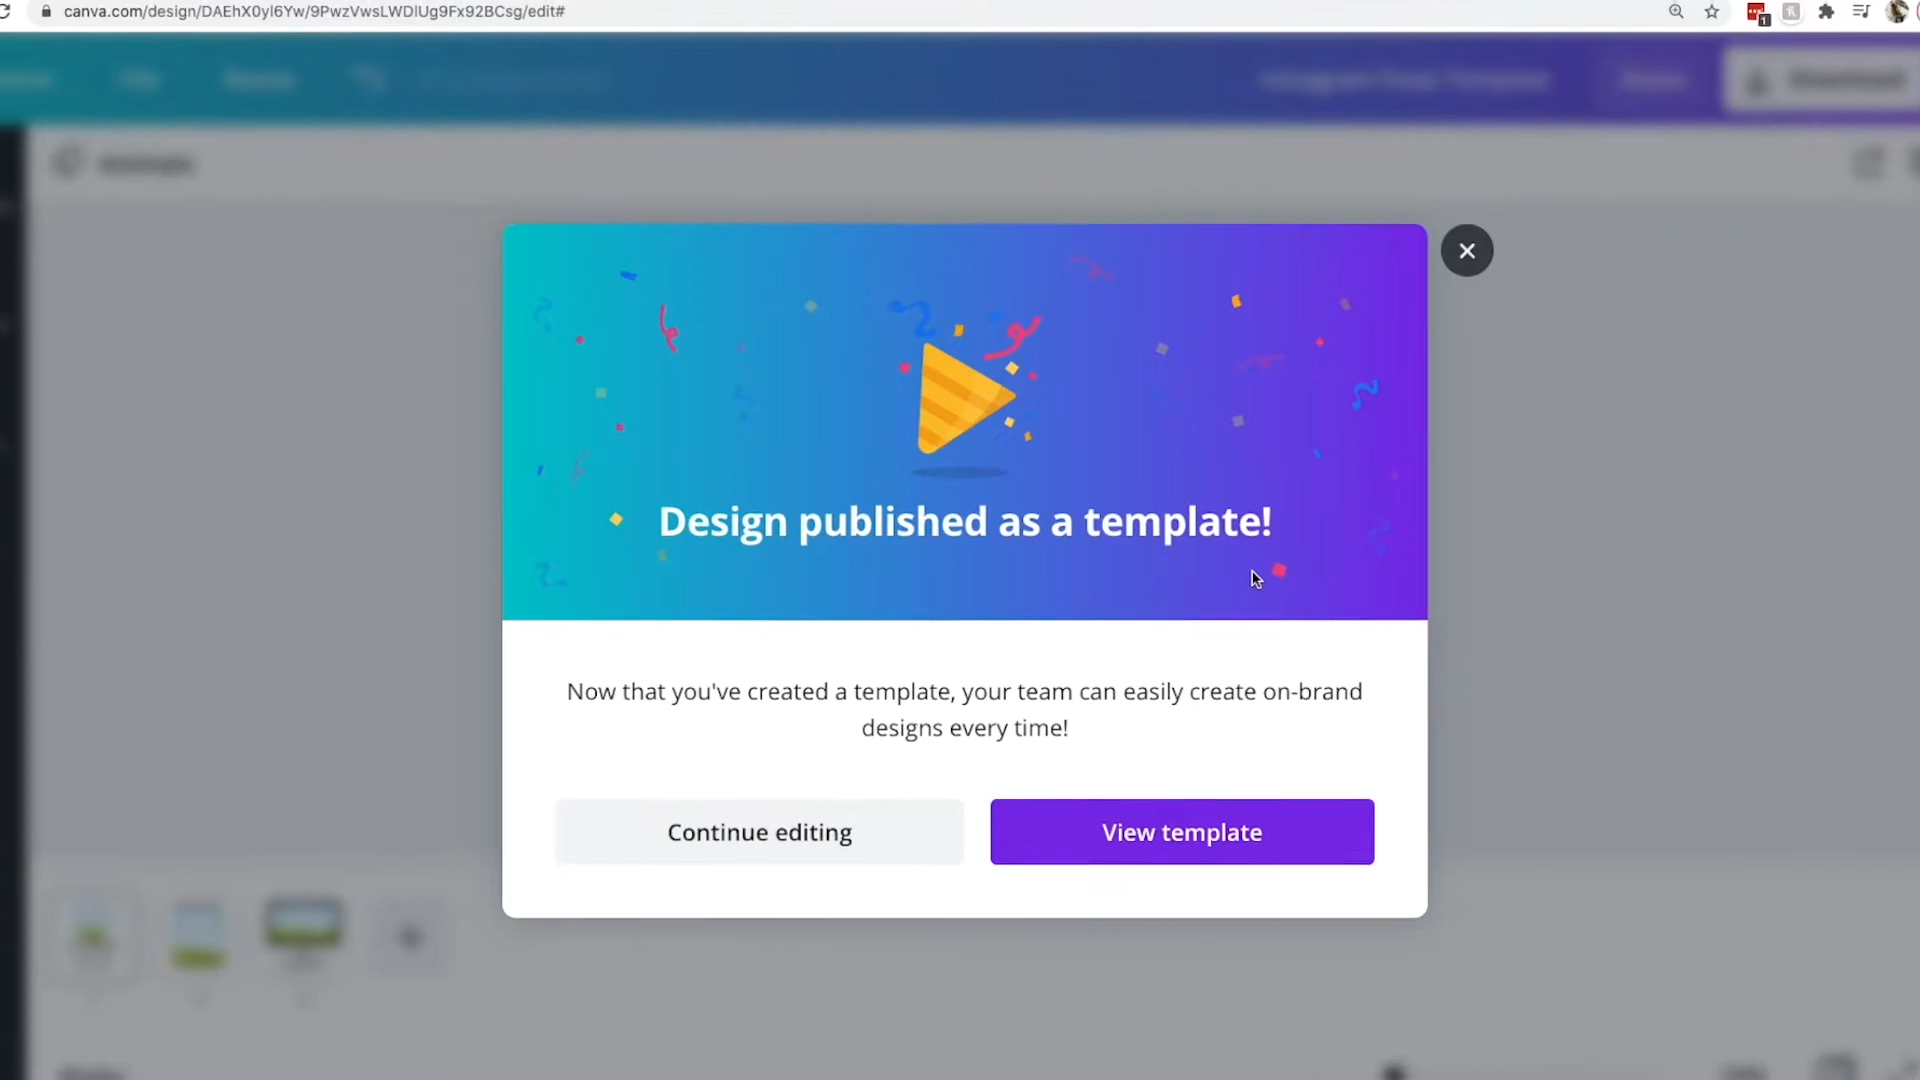 canva.com/design/DAEhX0yl6Yw/9PwzVwsLWDlUg9Fx92BCsg/edit#
1
Design published as a template!
Now that you've created a template, your team can easily create on-brand
designs every time!
Continue editing
View template